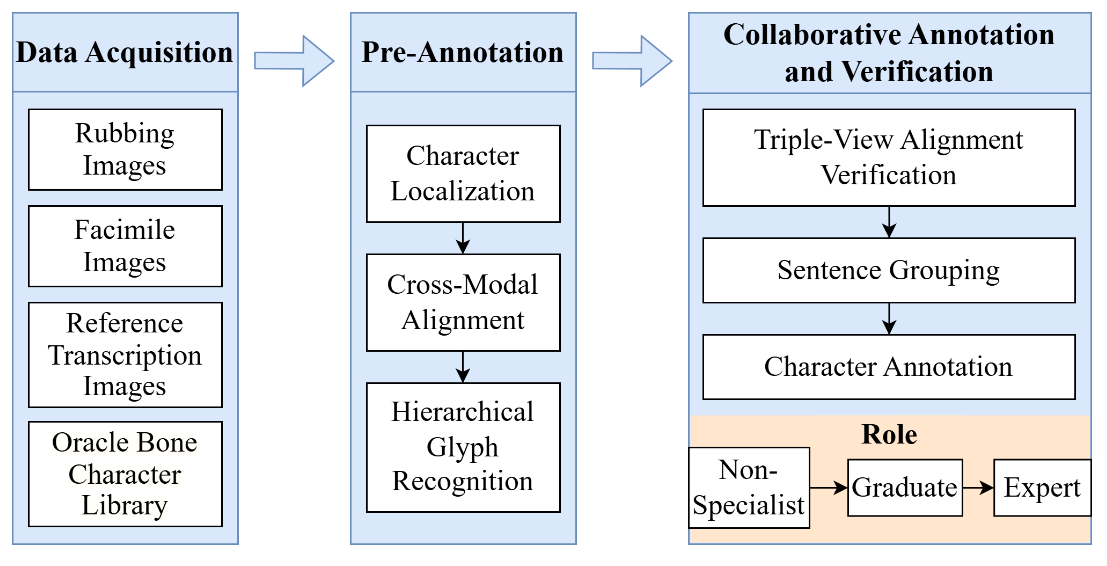 Data Acquisition
Rubbing
Images
Facimile
Images
Reference
Transcription
Images
Oracle Bone
Character
Library
Pre-Annotation
Character
Localization
Cross-Modal
Alignment
Hierarchical
Glyph
Recognition
Collaborative Annotation
and Verification
Triple-View Alignment
Verification
Sentence Grouping
Character Annotation
Role
Non-
Specialist
Graduate
Expert